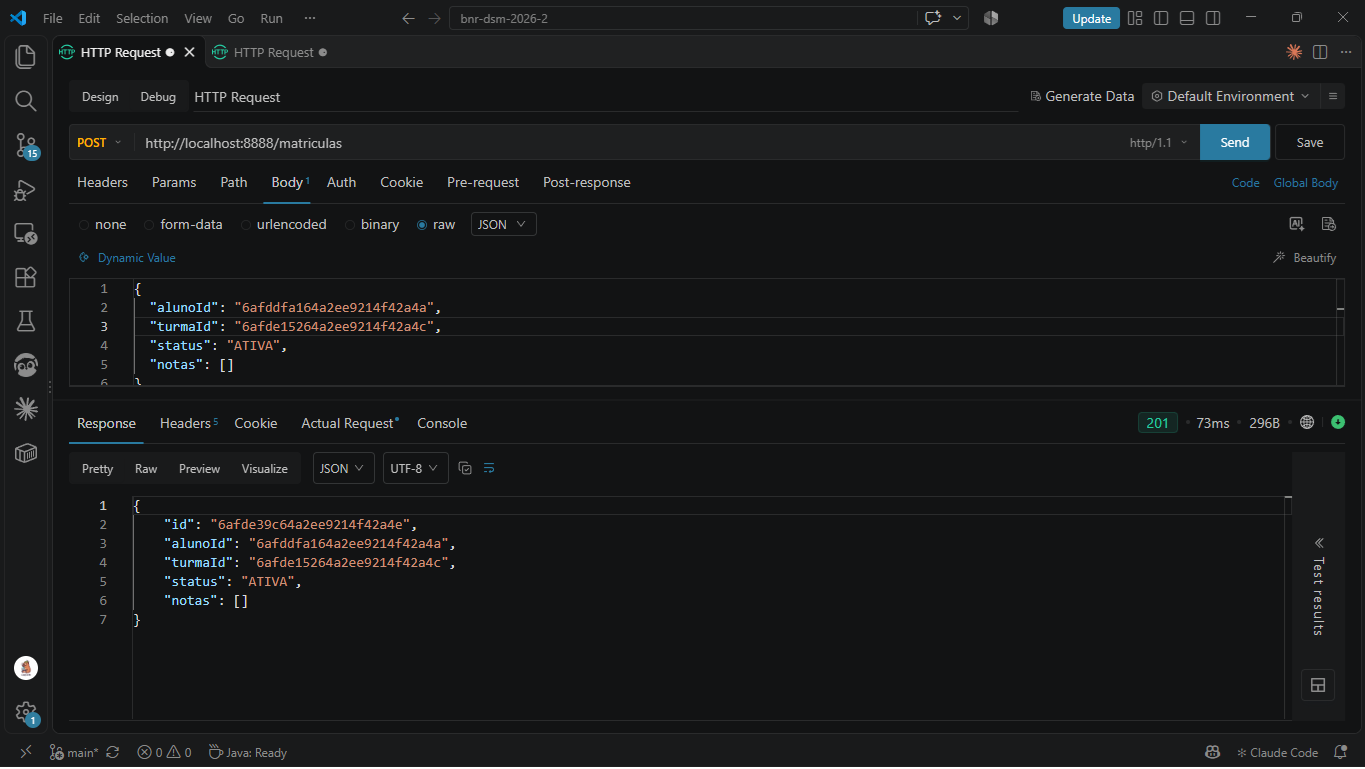 File Edit Selection View Go Run ··· bnr-dsm-2026-2 Update
HTTP HTTP Request HTTP HTTP Request
Design Debug HTTP Request Generate Data Default Environment
POST http://localhost:8888/matriculas http/1.1 Send Save
Headers Params Path Body 1 Auth Cookie Pre-request Post-response Code Global Body
none form-data urlencoded binary raw JSON
Dynamic Value Beautify
1 {
2 "alunoId": "6afddfa164a2ee9214f42a4a",
3 "turmaId": "6afde15264a2ee9214f42a4c",
4 "status": "ATIVA",
5 "notas": []
6 }
Response Headers 5 Cookie Actual Request Console 201 73ms 296B
Pretty Raw Preview Visualize JSON UTF-8
1 {
2 "id": "6afde39c64a2ee9214f42a4e",
3 "alunoId": "6afddfa164a2ee9214f42a4a",
4 "turmaId": "6afde15264a2ee9214f42a4c",
5 "status": "ATIVA",
6 "notas": []
7 }
Test results
15
1
main* 0 0 Java: Ready Claude Code